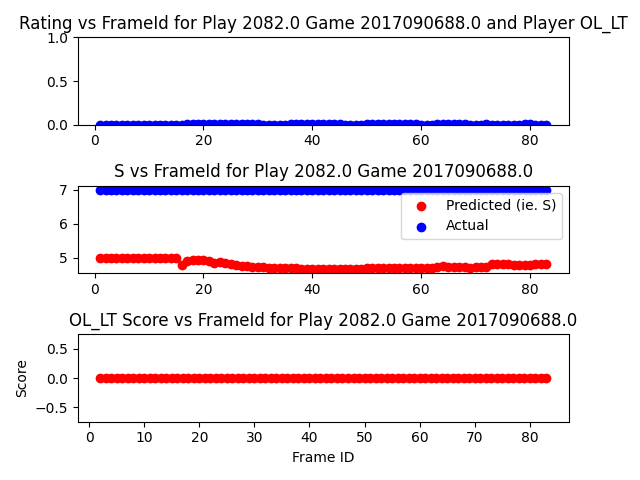 Rating vs FrameId for Play 2082.0 Game 2017090688.0 and Player OL_LT
1.0
0.5
0.0
0 20 40 60 80
S vs FrameId for Play 2082.0 Game 2017090688.0
7
6
5
Predicted (ie. S)
Actual
0 20 40 60 80
OL_LT Score vs FrameId for Play 2082.0 Game 2017090688.0
Score
0.5
0.0
−0.5
0 10 20 30 40 50 60 70 80
Frame ID